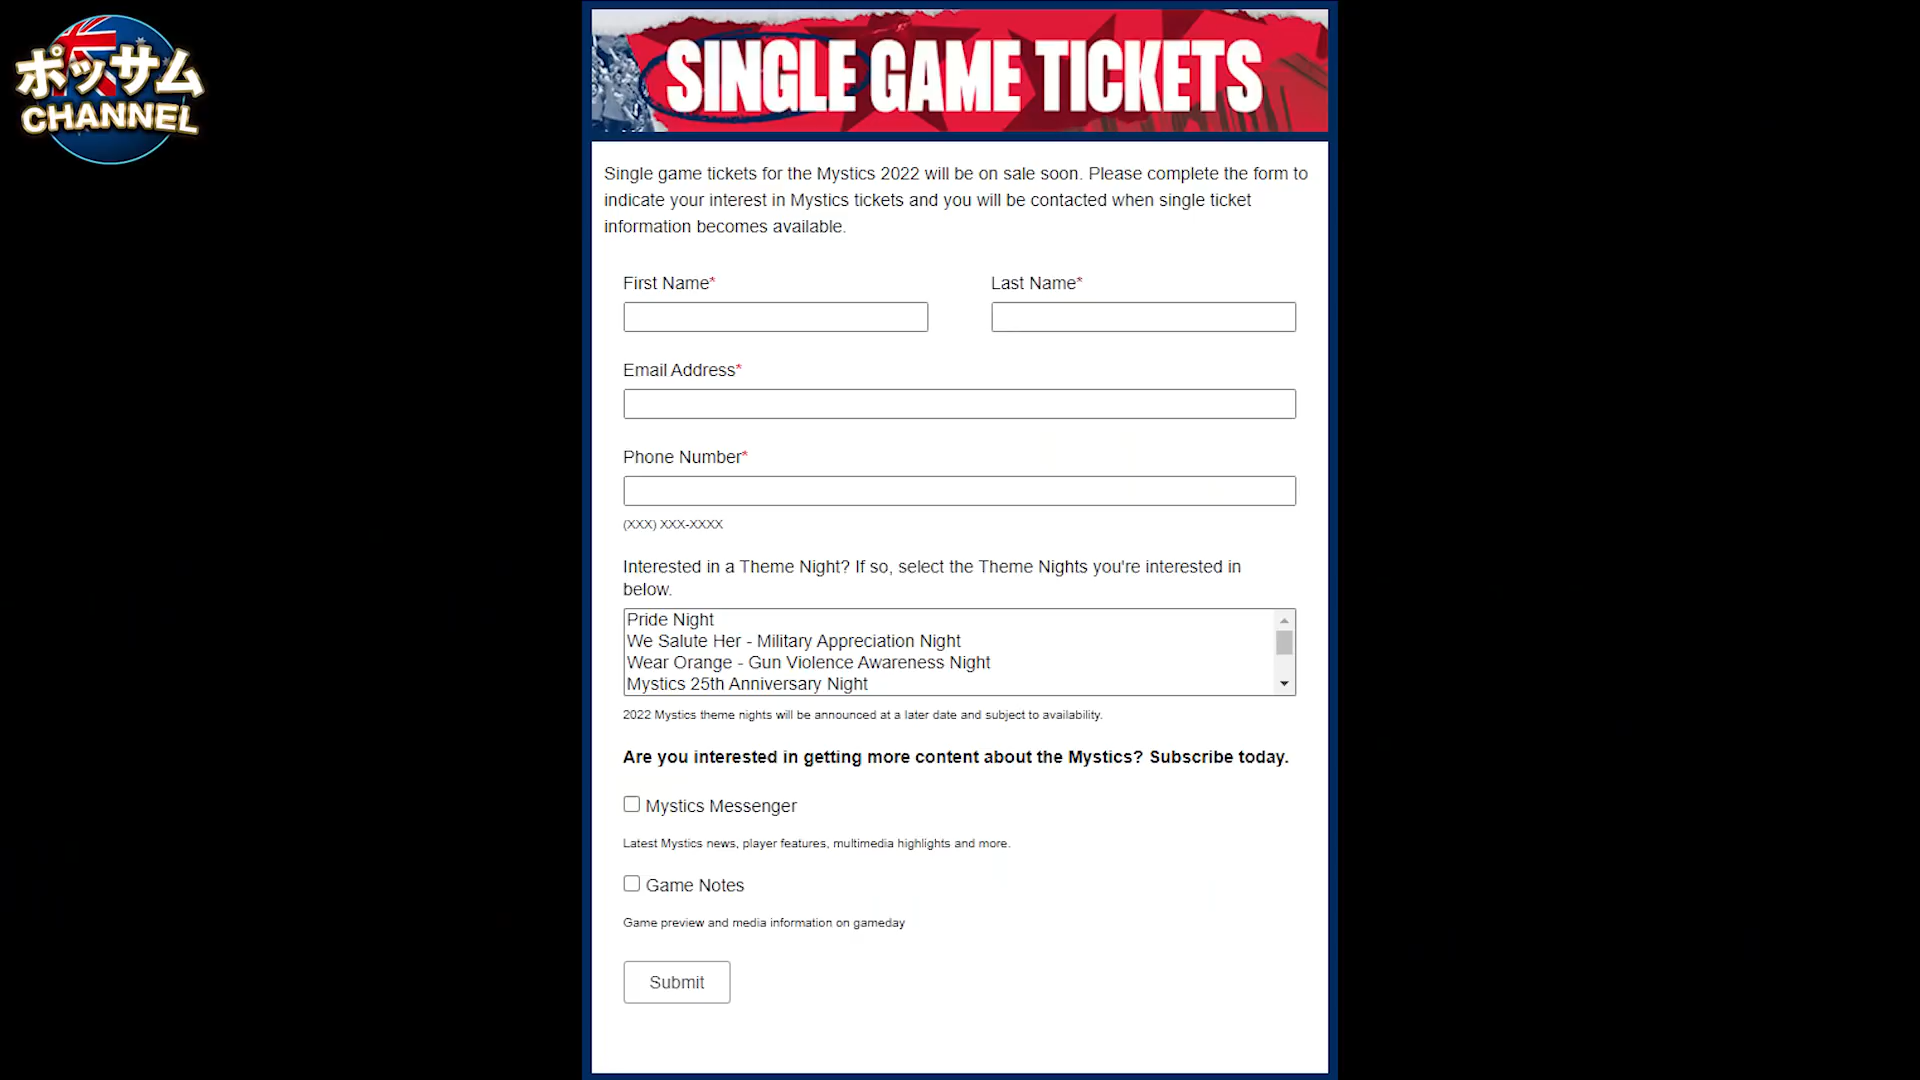 ポッサム
CHANNEL
SINGLE GAME TICKETS
Single game tickets for the Mystics 2022 will be on sale soon. Please complete the form to
indicate your interest in Mystics tickets and you will be contacted when single ticket
information becomes available.
First Name*
Last Name*
Email Address*
Phone Number*
(XXX) XXX-XXXX
Interested in a Theme Night? If so, select the Theme Nights you're interested in
below.
Pride Night
We Salute Her - Military Appreciation Night
Wear Orange - Gun Violence Awareness Night
Mystics 25th Anniversary Night
2022 Mystics theme nights will be announced at a later date and subject to availability.
Are you interested in getting more content about the Mystics? Subscribe today.
Mystics Messenger
Latest Mystics news, player features, multimedia highlights and more.
Game Notes
Game preview and media information on gameday
Submit